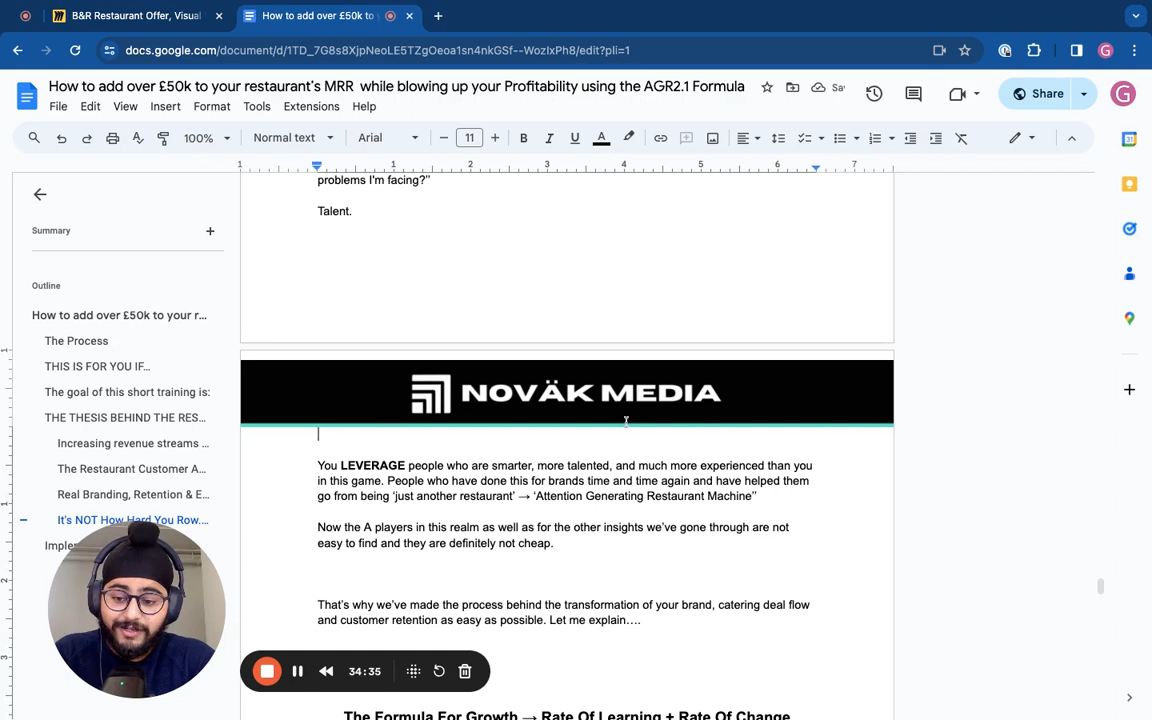 B&R Restaurant Offer, Visual
How to add over £50k to
docs.google.com/document/d/1TD_7G8s8XjpNeoLE5TZgOeoa1sn4nkGSf--WozIxPh8/edit?pli=1
How to add over £50k to your restaurant's MRR while blowing up your Profitability using the AGR2.1 Formula
File Edit View Insert Format Tools Extensions Help
Share
G
100% Normal text Arial 11
1 1 2 3 4 5 6 7
problems I'm facing?"
Talent.
Summary
Outline
How to add over £50k to your r...
The Process
THIS IS FOR YOU IF...
The goal of this short training is:
THE THESIS BEHIND THE RES...
Increasing revenue streams ...
The Restaurant Customer A...
Real Branding, Retention & E...
It's NOT How Hard You Row....
NOVÄK MEDIA
You LEVERAGE people who are smarter, more talented, and much more experienced than you
in this game. People who have done this for brands time and time again and have helped them
go from being 'just another restaurant' → 'Attention Generating Restaurant Machine"
Now the A players in this realm as well as for the other insights we've gone through are not
easy to find and they are definitely not cheap.
That's why we've made the process behind the transformation of your brand, catering deal flow
and customer retention as easy as possible. Let me explain….
34:35
The Formula For Growth → Rate Of Learning + Rate Of Change